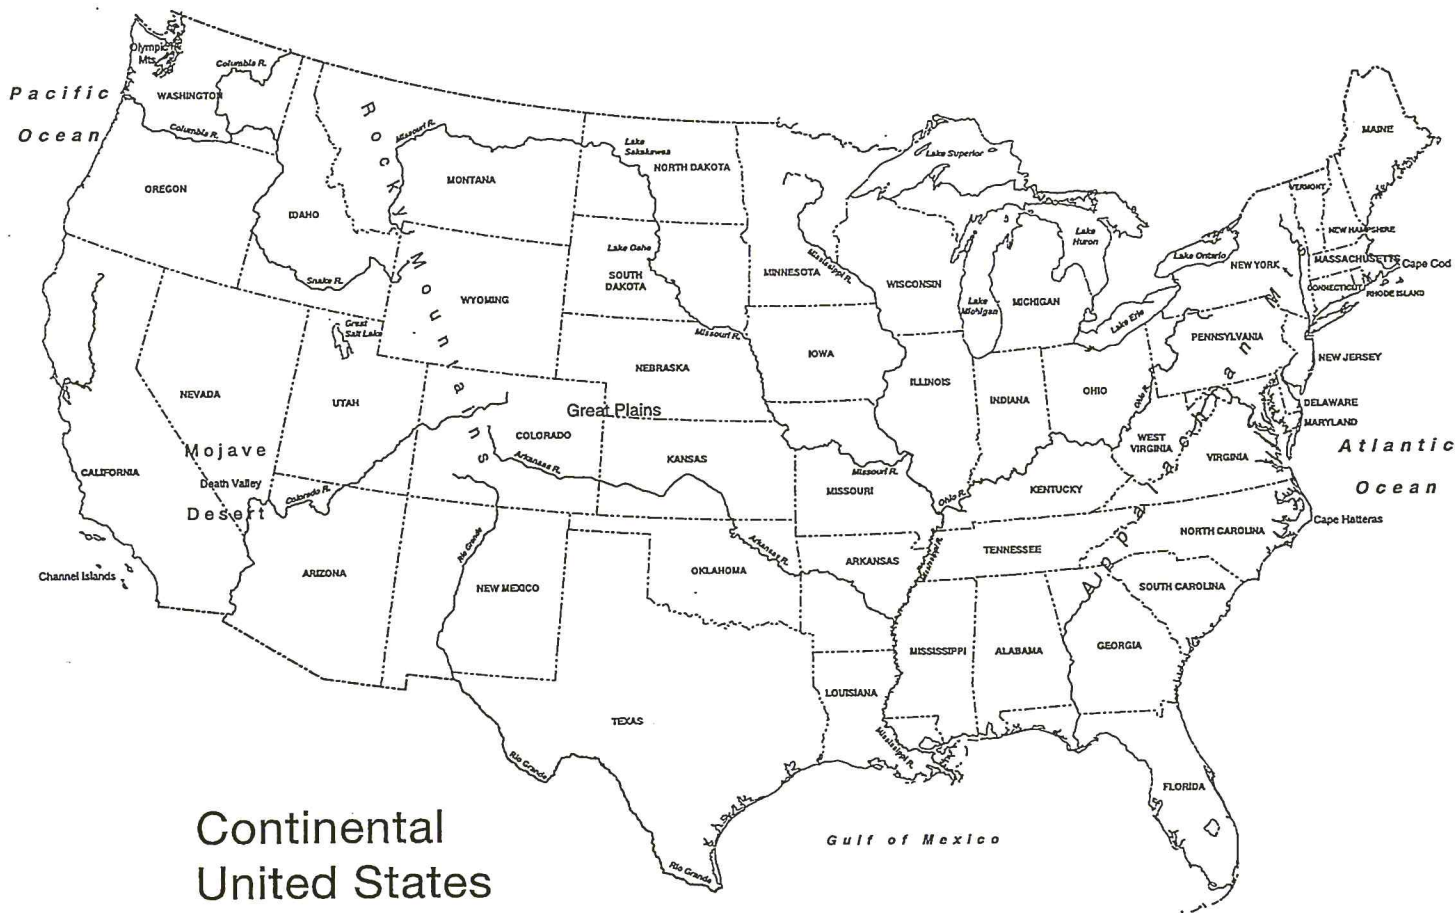 Olympic
Mts
Columbia R.
Pacific
Ocean
WASHINGTON
Columbia R.
OREGON
IDAHO
Snake R.
Rocky Mountains
Missouri R.
MONTANA
Lake
Sakakawea
NORTH DAKOTA
Lake Oahe
SOUTH
DAKOTA
WYOMING
Great
Salt Lake
NEVADA
UTAH
CALIFORNIA
Mojave
Death Valley
Desert
Colorado R.
Channel Islands
ARIZONA
NEW MEXICO
Rio Grande
COLORADO
Arkansas R.
Great Plains
NEBRASKA
KANSAS
Missouri R.
MINNESOTA
Mississippi R.
IOWA
MISSOURI
Missouri R.
WISCONSIN
Lake Superior
Lake
Michigan
MICHIGAN
Lake
Huron
Lake Erie
Lake Ontario
ILLINOIS
INDIANA
OHIO
Ohio R.
Ohio R.
KENTUCKY
TENNESSEE
WEST
VIRGINIA
VIRGINIA
Appalachian M
PENNSYLVANIA
NEW YORK
VERMONT
MAINE
NEW HAMPSHIRE
MASSACHUSETTS
Cape Cod
CONNECTICUT
RHODE ISLAND
NEW JERSEY
DELAWARE
MARYLAND
Atlantic
Ocean
Cape Hatteras
NORTH CAROLINA
SOUTH CAROLINA
GEORGIA
ALABAMA
MISSISSIPPI
Mississippi R.
ARKANSAS
Arkansas R.
OKLAHOMA
TEXAS
Rio Grande
Rio Grande
LOUISIANA
Mississippi R.
FLORIDA
Gulf of Mexico
Continental
United States